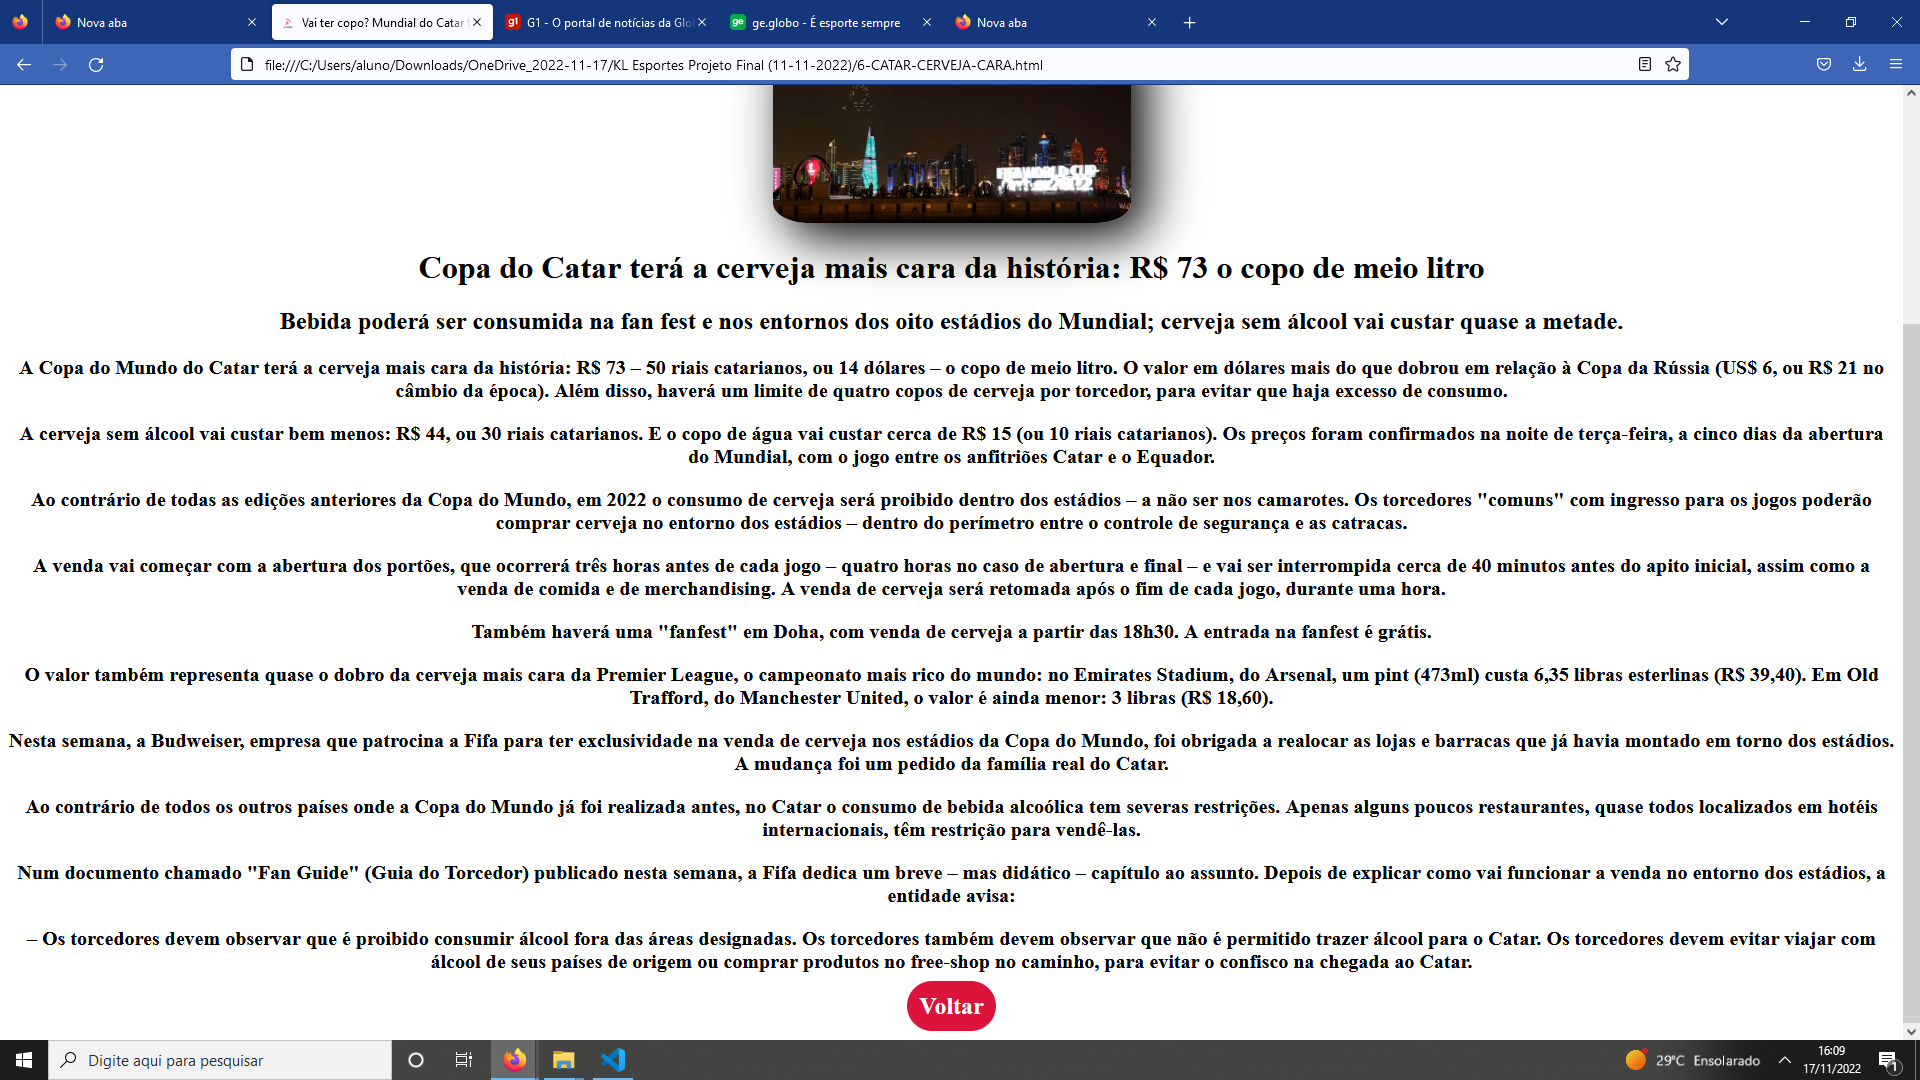 Nova aba
Vai ter copo? Mundial do Catar
G1 - O portal de notícias da Glo
ge.globo - É esporte sempre
Nova aba
file:///C:/Users/aluno/Downloads/OneDrive_2022-11-17/KL Esportes Projeto Final (11-11-2022)/6-CATAR-CERVEJA-CARA.html
FIFA WORLD CUP
Copa do Catar terá a cerveja mais cara da história: R$ 73 o copo de meio litro
Bebida poderá ser consumida na fan fest e nos entornos dos oito estádios do Mundial; cerveja sem álcool vai custar quase a metade.
A Copa do Mundo do Catar terá a cerveja mais cara da história: R$ 73 – 50 riais catarianos, ou 14 dólares – o copo de meio litro. O valor em dólares mais do que dobrou em relação à Copa da Rússia (US$ 6, ou R$ 21 no
câmbio da época). Além disso, haverá um limite de quatro copos de cerveja por torcedor, para evitar que haja excesso de consumo.
A cerveja sem álcool vai custar bem menos: R$ 44, ou 30 riais catarianos. E o copo de água vai custar cerca de R$ 15 (ou 10 riais catarianos). Os preços foram confirmados na noite de terça-feira, a cinco dias da abertura
do Mundial, com o jogo entre os anfitriões Catar e o Equador.
Ao contrário de todas as edições anteriores da Copa do Mundo, em 2022 o consumo de cerveja será proibido dentro dos estádios – a não ser nos camarotes. Os torcedores "comuns" com ingresso para os jogos poderão
comprar cerveja no entorno dos estádios – dentro do perímetro entre o controle de segurança e as catracas.
A venda vai começar com a abertura dos portões, que ocorrerá três horas antes de cada jogo – quatro horas no caso de abertura e final – e vai ser interrompida cerca de 40 minutos antes do apito inicial, assim como a
venda de comida e de merchandising. A venda de cerveja será retomada após o fim de cada jogo, durante uma hora.
Também haverá uma "fanfest" em Doha, com venda de cerveja a partir das 18h30. A entrada na fanfest é grátis.
O valor também representa quase o dobro da cerveja mais cara da Premier League, o campeonato mais rico do mundo: no Emirates Stadium, do Arsenal, um pint (473ml) custa 6,35 libras esterlinas (R$ 39,40). Em Old
Trafford, do Manchester United, o valor é ainda menor: 3 libras (R$ 18,60).
Nesta semana, a Budweiser, empresa que patrocina a Fifa para ter exclusividade na venda de cerveja nos estádios da Copa do Mundo, foi obrigada a realocar as lojas e barracas que já havia montado em torno dos estádios.
A mudança foi um pedido da família real do Catar.
Ao contrário de todos os outros países onde a Copa do Mundo já foi realizada antes, no Catar o consumo de bebida alcoólica tem severas restrições. Apenas alguns poucos restaurantes, quase todos localizados em hotéis
internacionais, têm restrição para vendê-las.
Num documento chamado "Fan Guide" (Guia do Torcedor) publicado nesta semana, a Fifa dedica um breve – mas didático – capítulo ao assunto. Depois de explicar como vai funcionar a venda no entorno dos estádios, a
entidade avisa:
– Os torcedores devem observar que é proibido consumir álcool fora das áreas designadas. Os torcedores também devem observar que não é permitido trazer álcool para o Catar. Os torcedores devem evitar viajar com
álcool de seus países de origem ou comprar produtos no free-shop no caminho, para evitar o confisco na chegada ao Catar.
Voltar
Digite aqui para pesquisar
29°C Ensolarado
16:09
17/11/2022
1